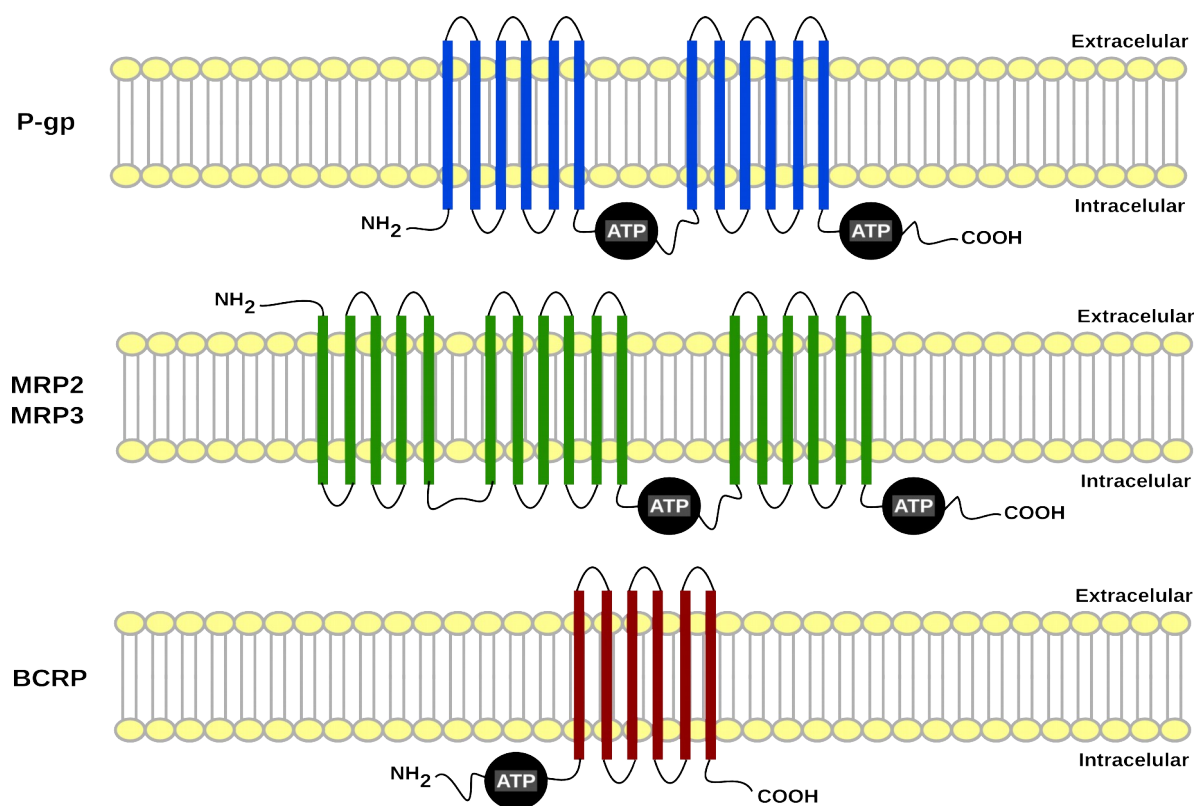 Extracelular
P-gp
Intracelular
NH2
ATP
ATP
COOH
NH2
Extracelular
MRP2
MRP3
Intracelular
ATP
ATP
COOH
Extracelular
BCRP
Intracelular
NH2
ATP
COOH